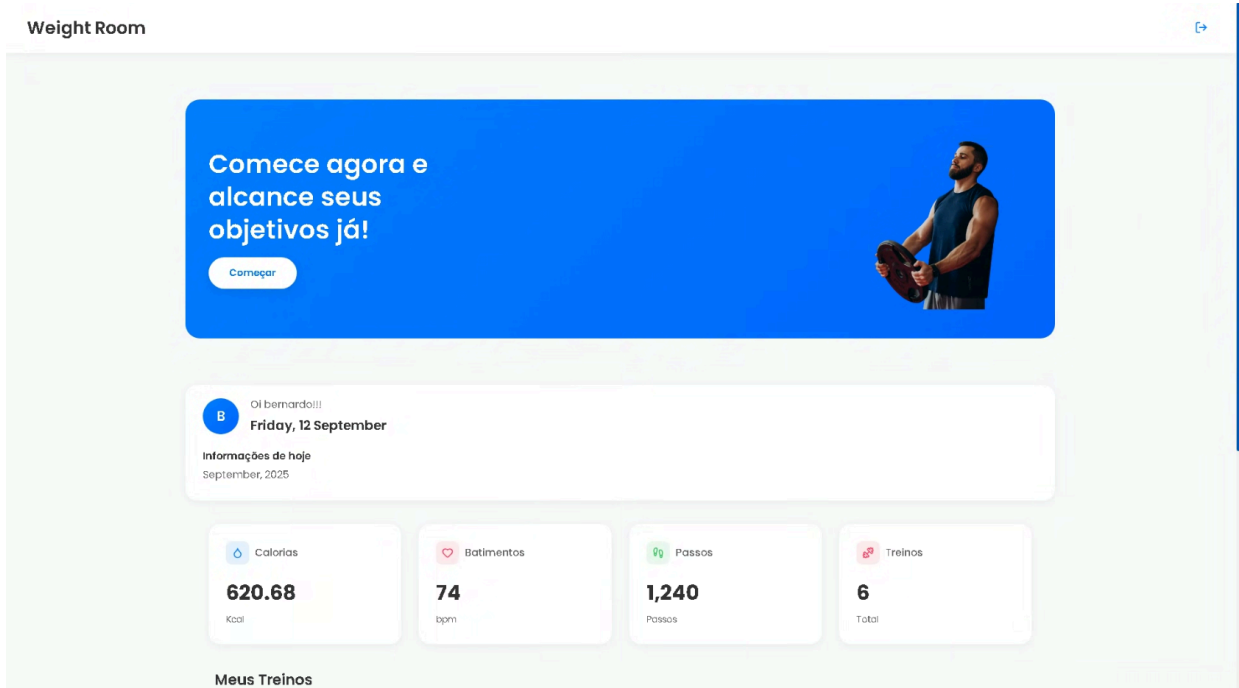 Weight Room
Comece agora e
alcance seus
objetivos já!
Começar
B
Oi bernardo!!!
Friday, 12 September
Informações de hoje
September, 2025
Calorias
620.68
Kcal
Batimentos
74
bpm
Passos
1,240
Passos
Treinos
6
Total
Meus Treinos